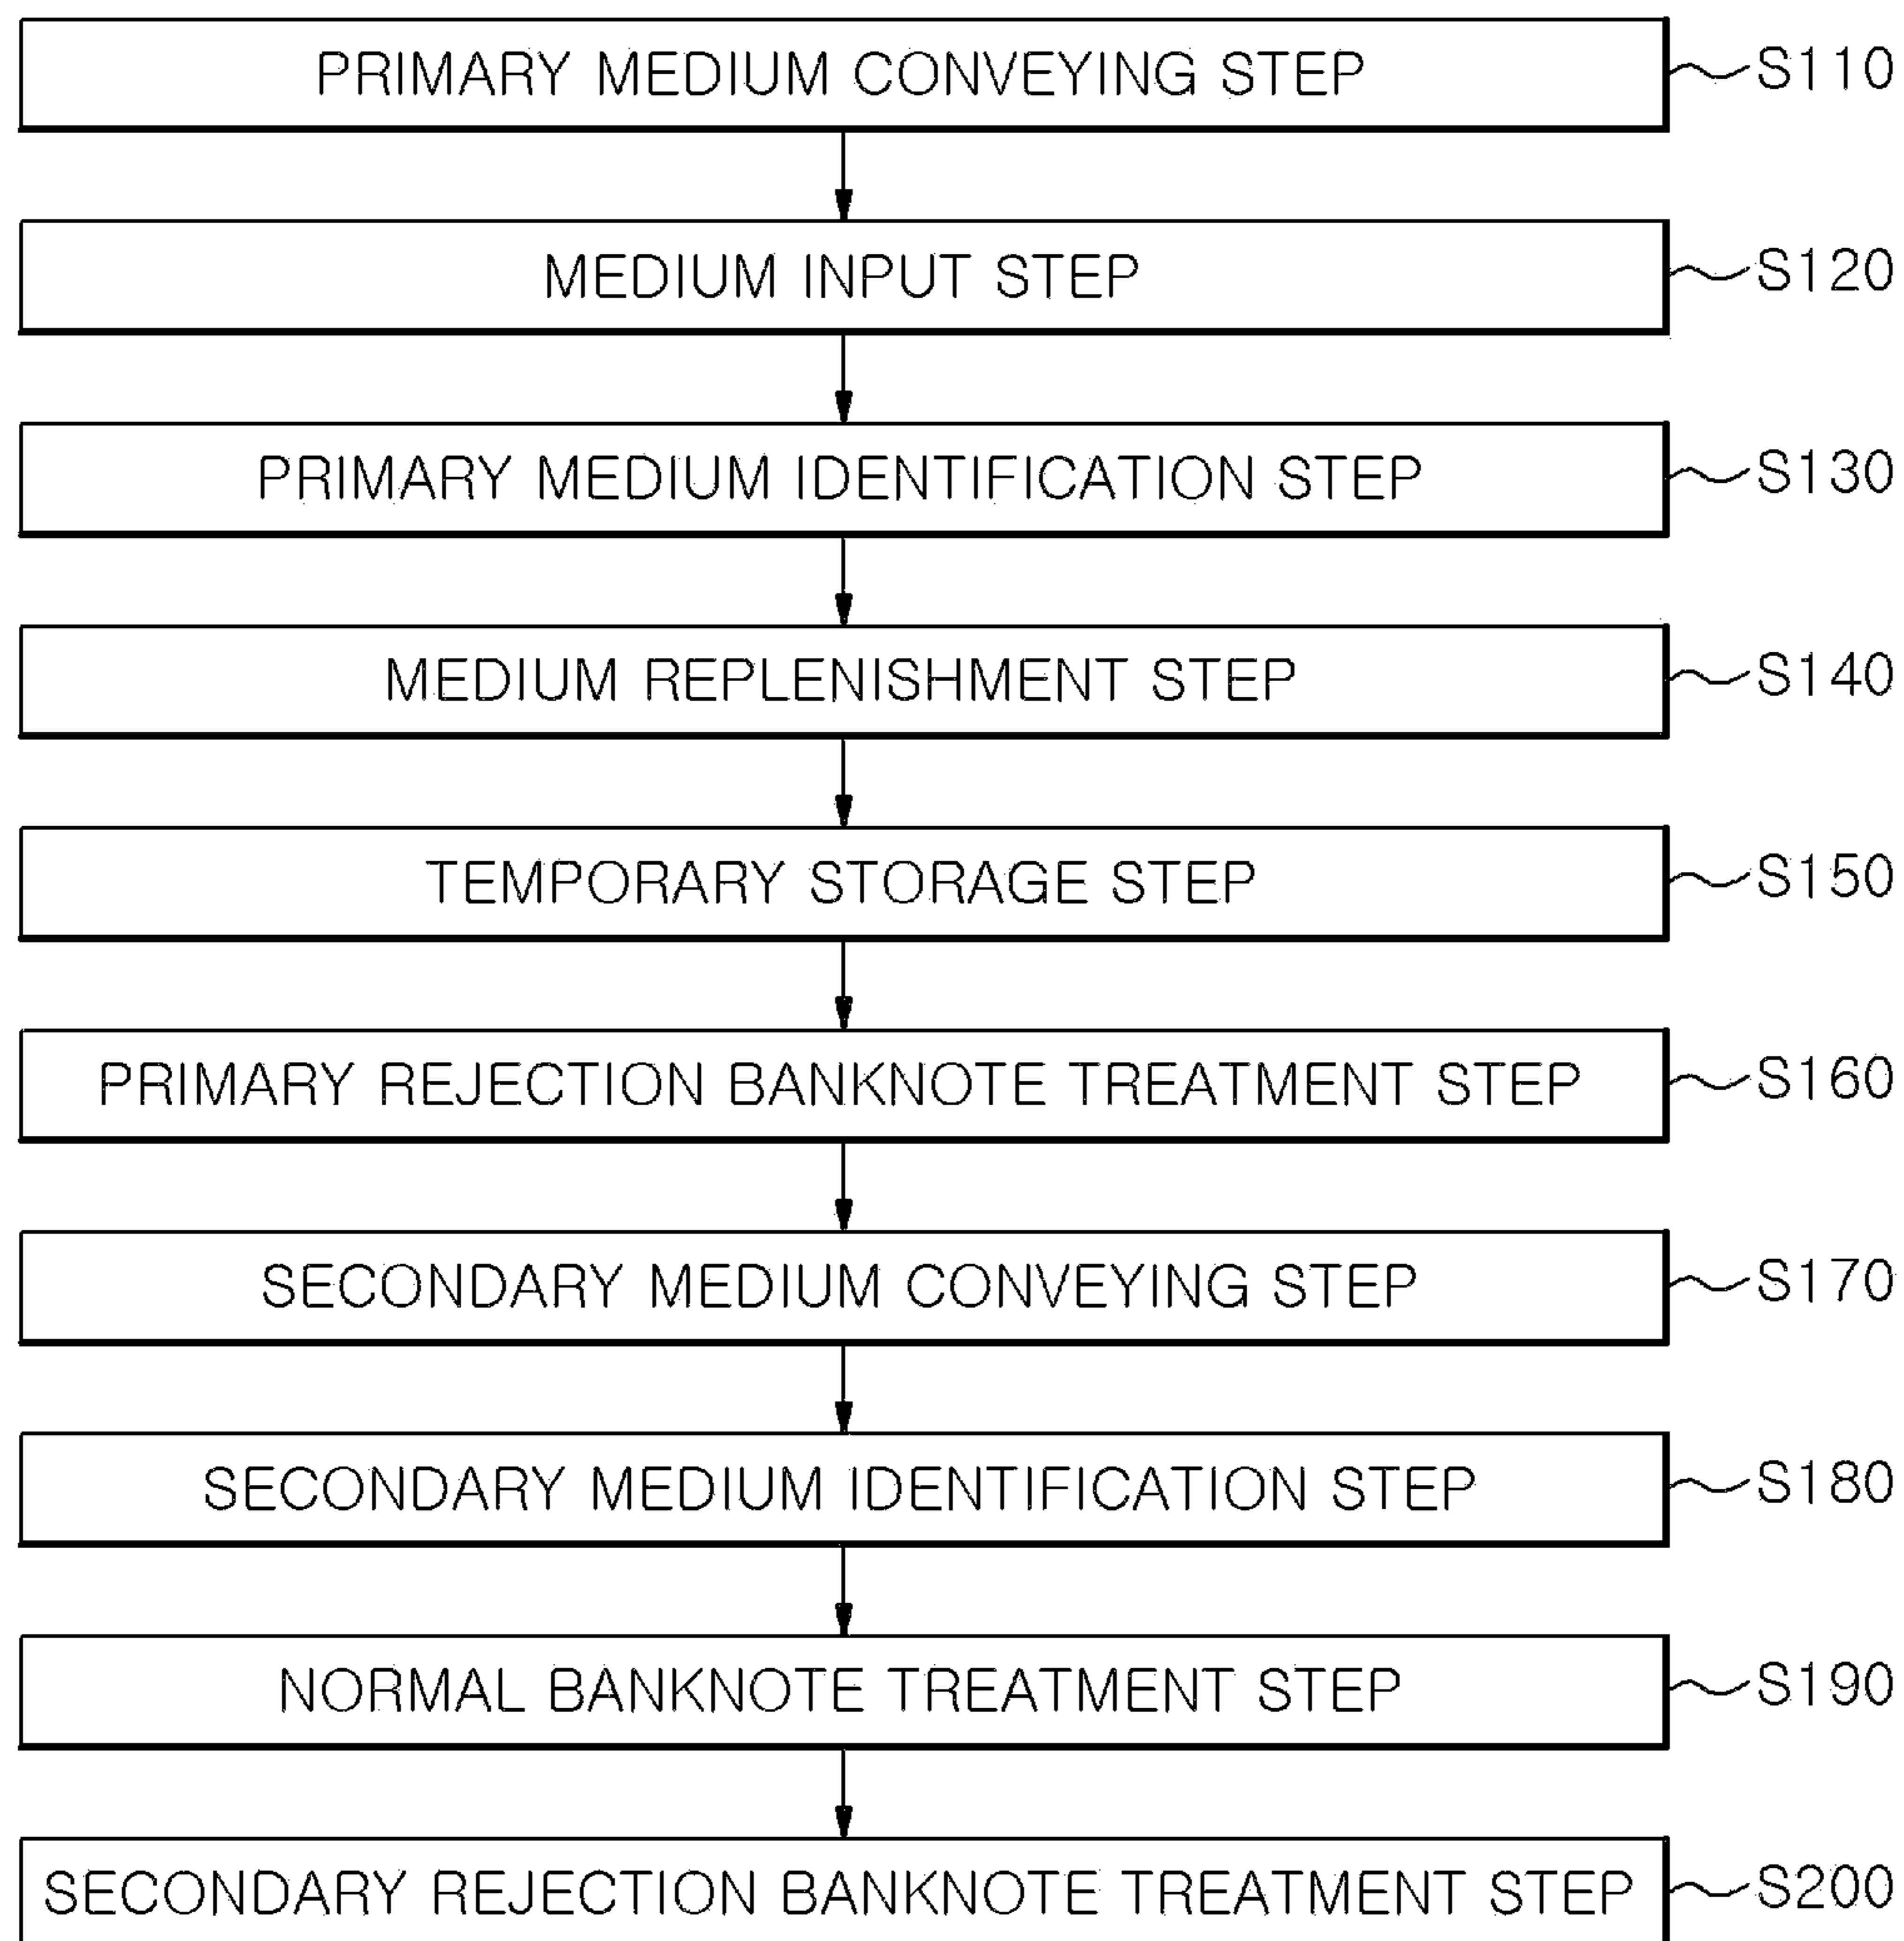 PRIMARY MEDIUM CONVEYING STEP S110
MEDIUM INPUT STEP S120
PRIMARY MEDIUM IDENTIFICATION STEP S130
MEDIUM REPLENISHMENT STEP S140
TEMPORARY STORAGE STEP S150
PRIMARY REJECTION BANKNOTE TREATMENT STEP S160
SECONDARY MEDIUM CONVEYING STEP S170
SECONDARY MEDIUM IDENTIFICATION STEP S180
NORMAL BANKNOTE TREATMENT STEP S190
SECONDARY REJECTION BANKNOTE TREATMENT STEP S200